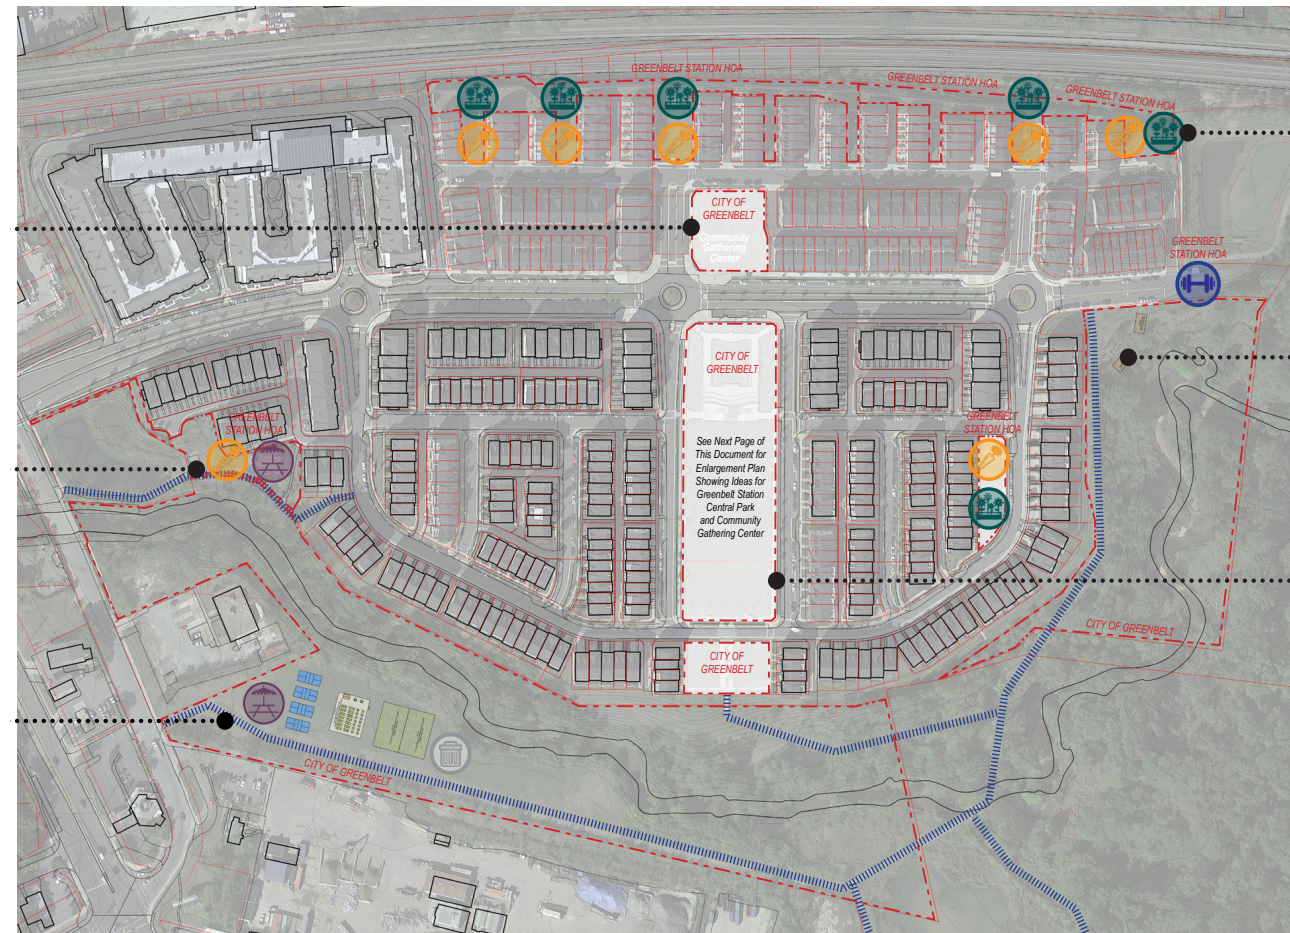 GREENBELT STATION HOA
GREENBELT STATION HOA
GREENBELT STATION HOA
CITY OF
GREENBELT
Community
Gathering
Center
GREENBELT
STATION HOA
CITY OF
GREENBELT
GREENBELT
STATION HOA
GREENBELT
STATION HOA
See Next Page of
This Document for
Enlargement Plan
Showing Ideas for
Greenbelt Station
Central Park
and Community
Gathering Center
CITY OF GREENBELT
CITY OF
GREENBELT
CITY OF GREENBELT